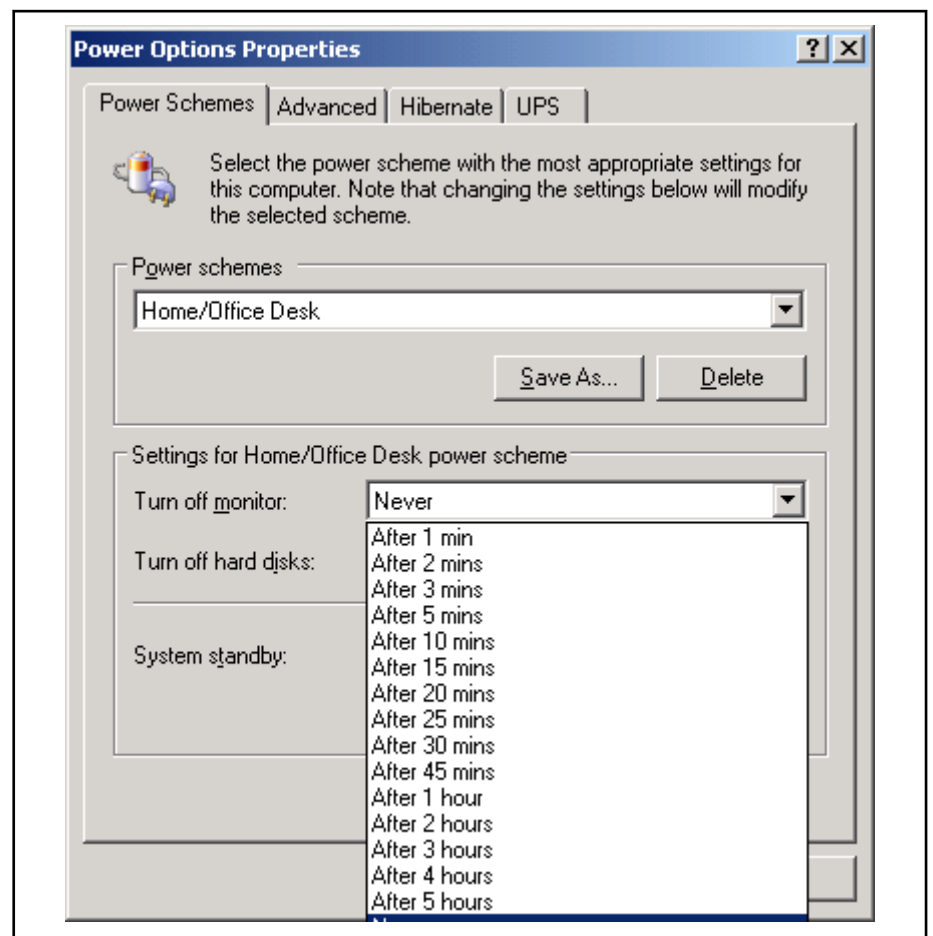 Power Options Properties
Power Schemes Advanced Hibernate UPS
Select the power scheme with the most appropriate settings for
this computer. Note that changing the settings below will modify
the selected scheme.
Power schemes
Home/Office Desk
Save As... Delete
Settings for Home/Office Desk power scheme
Turn off monitor: Never
After 1 min
Turn off hard disks: After 2 mins
After 3 mins
After 5 mins
After 10 mins
System standby: After 15 mins
After 20 mins
After 25 mins
After 30 mins
After 45 mins
After 1 hour
After 2 hours
After 3 hours
After 4 hours
After 5 hours